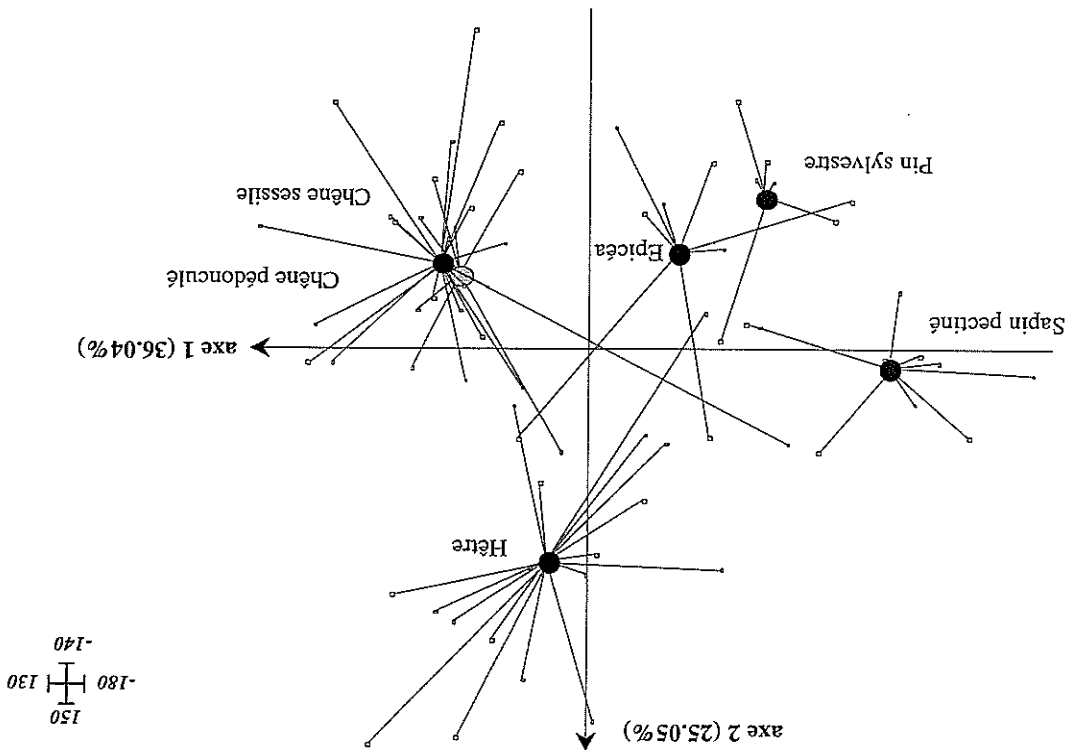 axe 2 (25.05%)
150
-180
130
-140
Hêtre
Sapin pectiné
axe 1 (36.04%)
Epicéa
Chêne pédonculé
Pin sylvestre
Chêne sessile